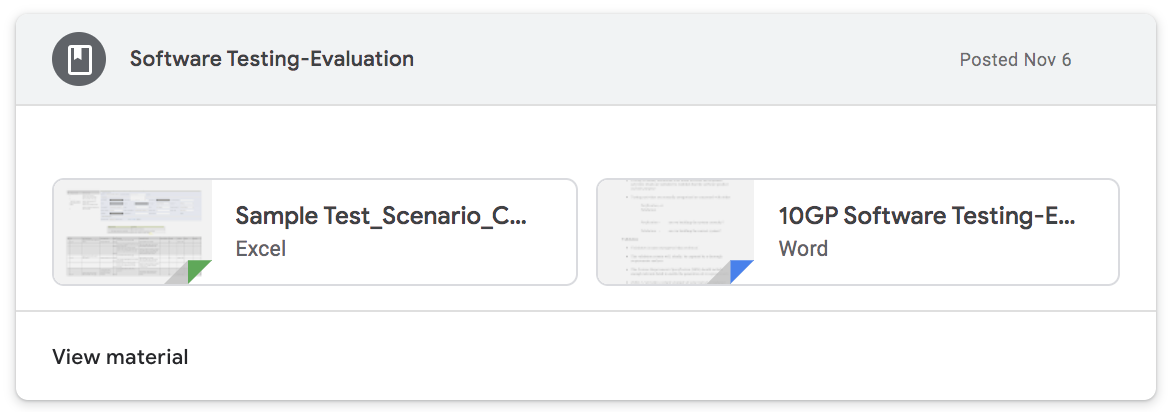 Software Testing-Evaluation
Posted Nov 6
Sample Test_Scenario_C...
Excel
10GP Software Testing-E...
Word
View material